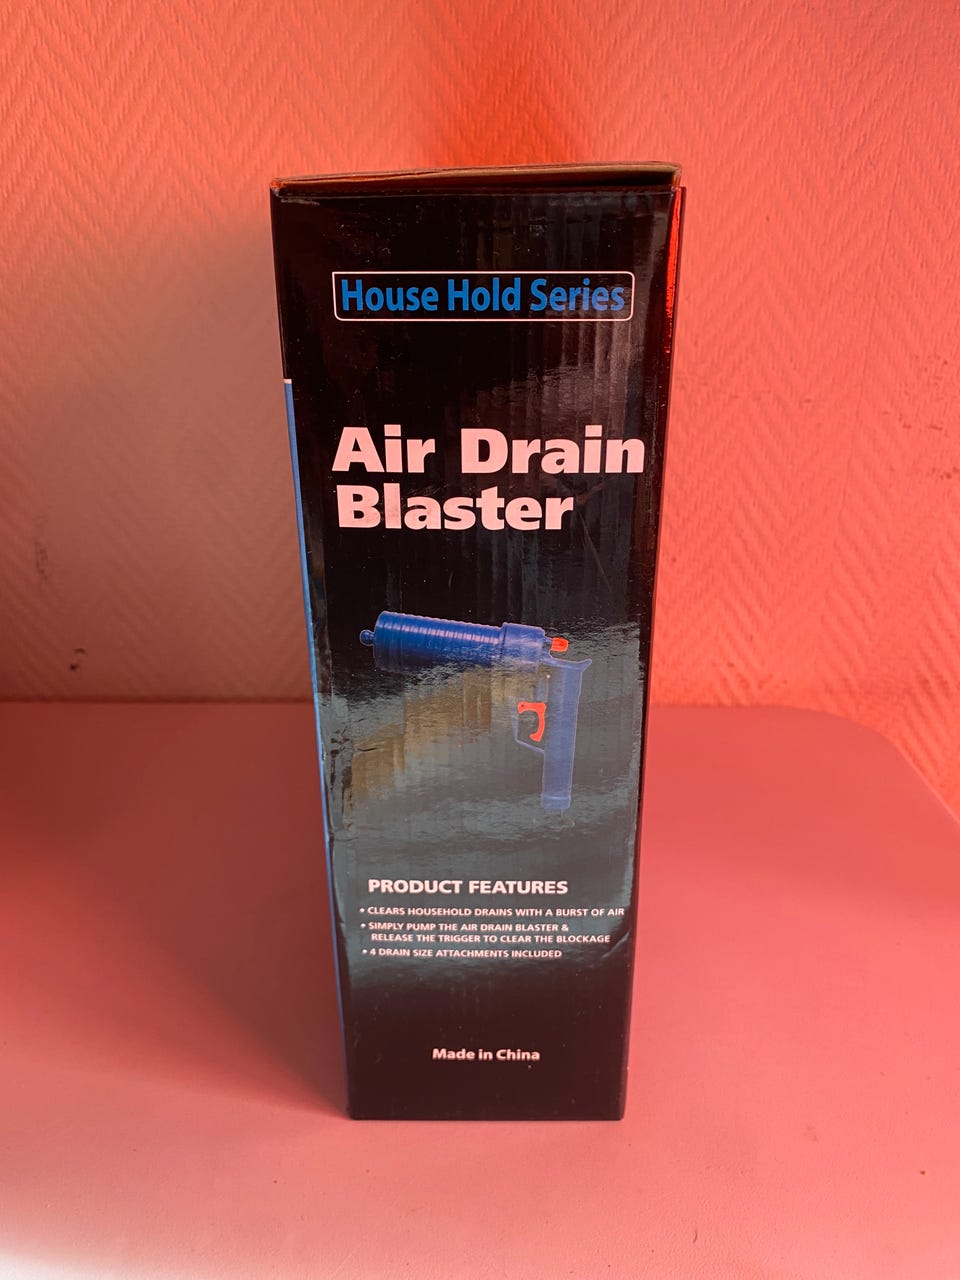 House Hold Series
Air Drain
Blaster
PRODUCT FEATURES
• CLEARS HOUSEHOLD DRAINS WITH A BURST OF AIR
• SIMPLY PUMP THE AIR DRAIN BLASTER &
RELEASE THE TRIGGER TO CLEAR THE BLOCKAGE
• 4 DRAIN SIZE ATTACHMENTS INCLUDED
Made in China